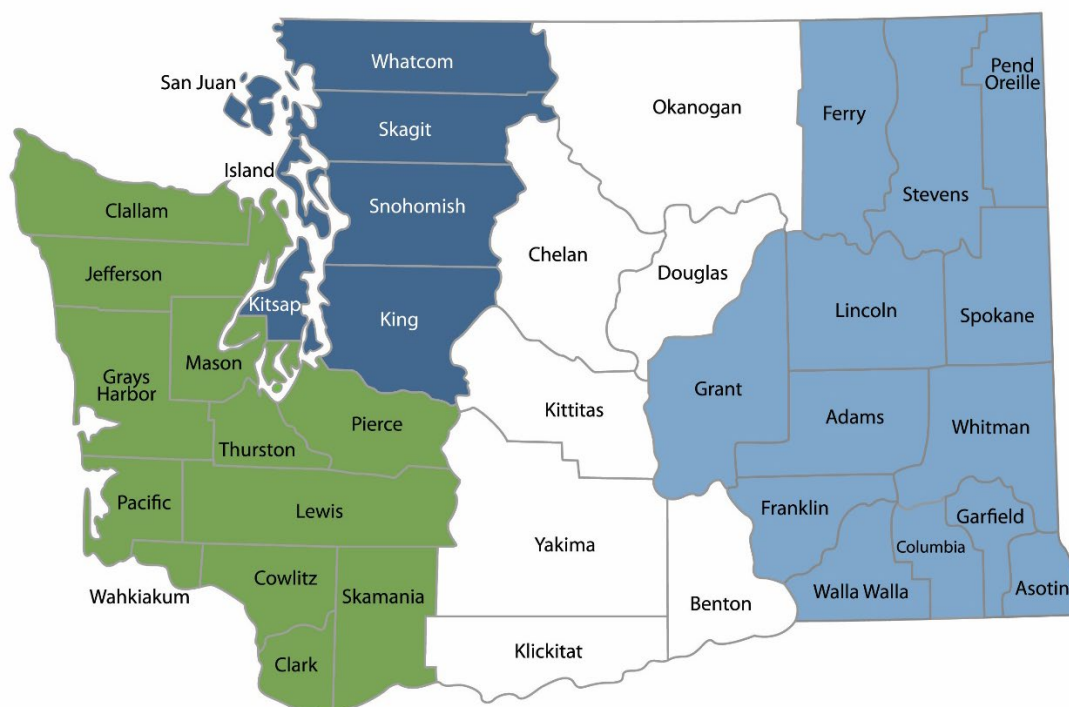 Whatcom
San Juan
Pend
Oreille
Okanogan
Ferry
Skagit
Island
Stevens
Snohomish
Clallam
Chelan
Jefferson
Douglas
Kitsap
King
Lincoln
Spokane
Mason
Grays
Harbor
Kittitas
Grant
Adams
Pierce
Whitman
Thurston
Pacific
Lewis
Franklin
Garfield
Yakima
Columbia
Cowlitz
Wahkiakum
Skamania
Walla Walla
Asotin
Benton
Klickitat
Clark